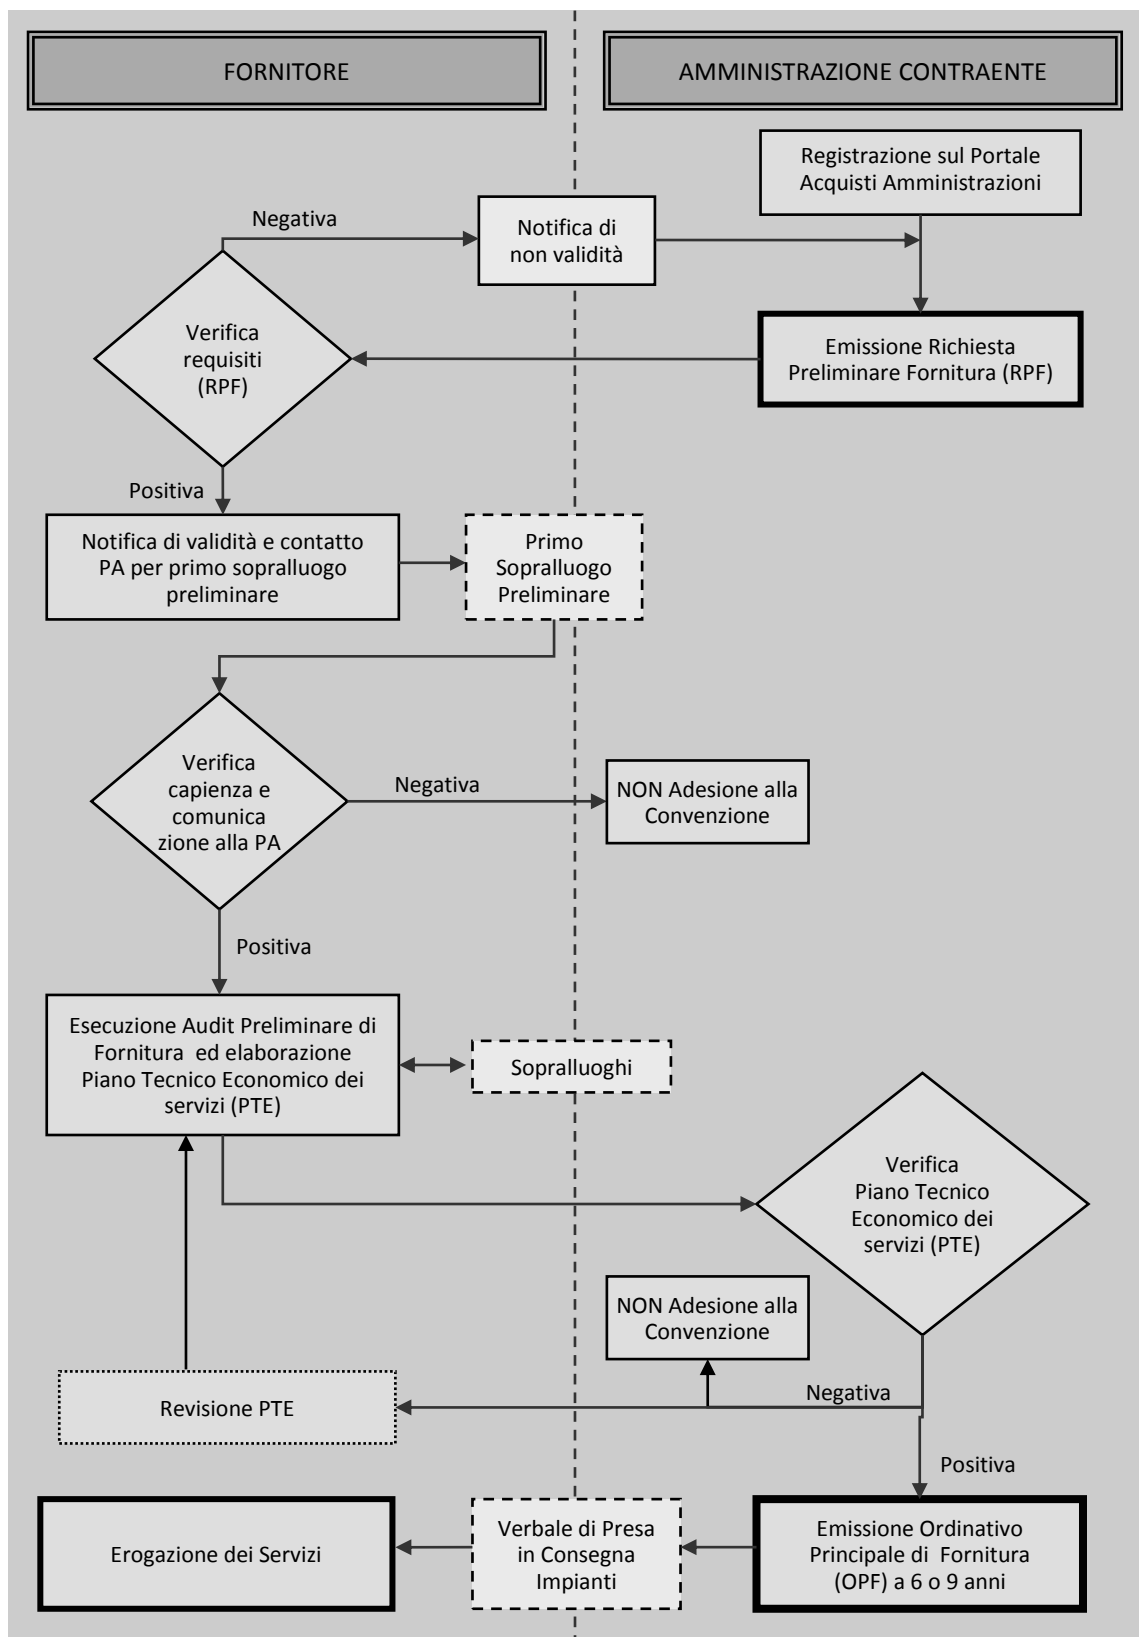 FORNITORE
AMMINISTRAZIONE CONTRAENTE
Registrazione sul Portale
Acquisti Amministrazioni
Negativa
Notifica di
non validità
Verifica
requisiti
(RPF)
Emissione Richiesta
Preliminare Fornitura (RPF)
Positiva
Notifica di validità e contatto
PA per primo sopralluogo
preliminare
Primo
Sopralluogo
Preliminare
Verifica
capienza e
comunica
zione alla PA
Negativa
NON Adesione alla
Convenzione
Positiva
Esecuzione Audit Preliminare di
Fornitura ed elaborazione
Piano Tecnico Economico dei
servizi (PTE)
Sopralluoghi
Verifica
Piano Tecnico
Economico dei
servizi (PTE)
NON Adesione alla
Convenzione
Negativa
Revisione PTE
Positiva
Emissione Ordinativo
Principale di Fornitura
(OPF) a 6 o 9 anni
Verbale di Presa
in Consegna
Impianti
Erogazione dei Servizi